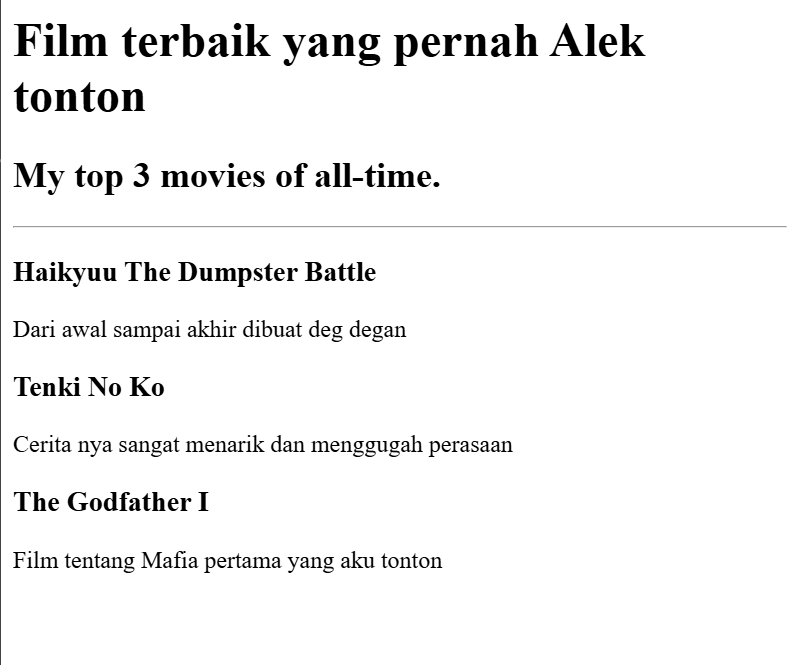 Film terbaik yang pernah Alek
tonton
My top 3 movies of all-time.
Haikyuu The Dumpster Battle
Dari awal sampai akhir dibuat deg degan
Tenki No Ko
Cerita nya sangat menarik dan menggugah perasaan
The Godfather I
Film tentang Mafia pertama yang aku tonton